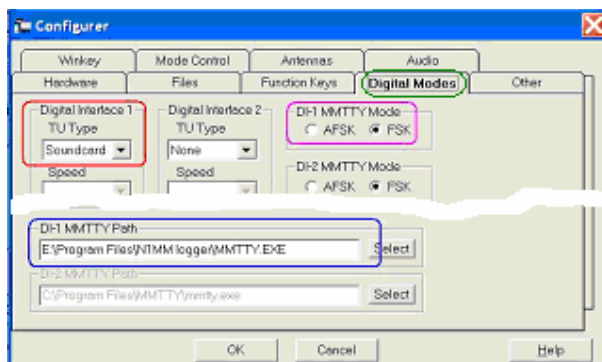 Configurer
Winkey Mode Control Antennas Audio
Hardware Files Function Keys Digital Modes Other
Digital Interface 1 Digital Interface 2 DI-1 MMTTY Mode
TU Type TU Type AFSK FSK
Soundcard None
DI-2 MMTTY Mode
Speed Speed AFSK FSK
DI-1 MMTTY Path
E:\Program Files\N1MM logger\MMTTY.EXE Select
DI-2 MMTTY Path
C:\Program Files\MMTTY\mmtty.exe Select
OK Cancel Help